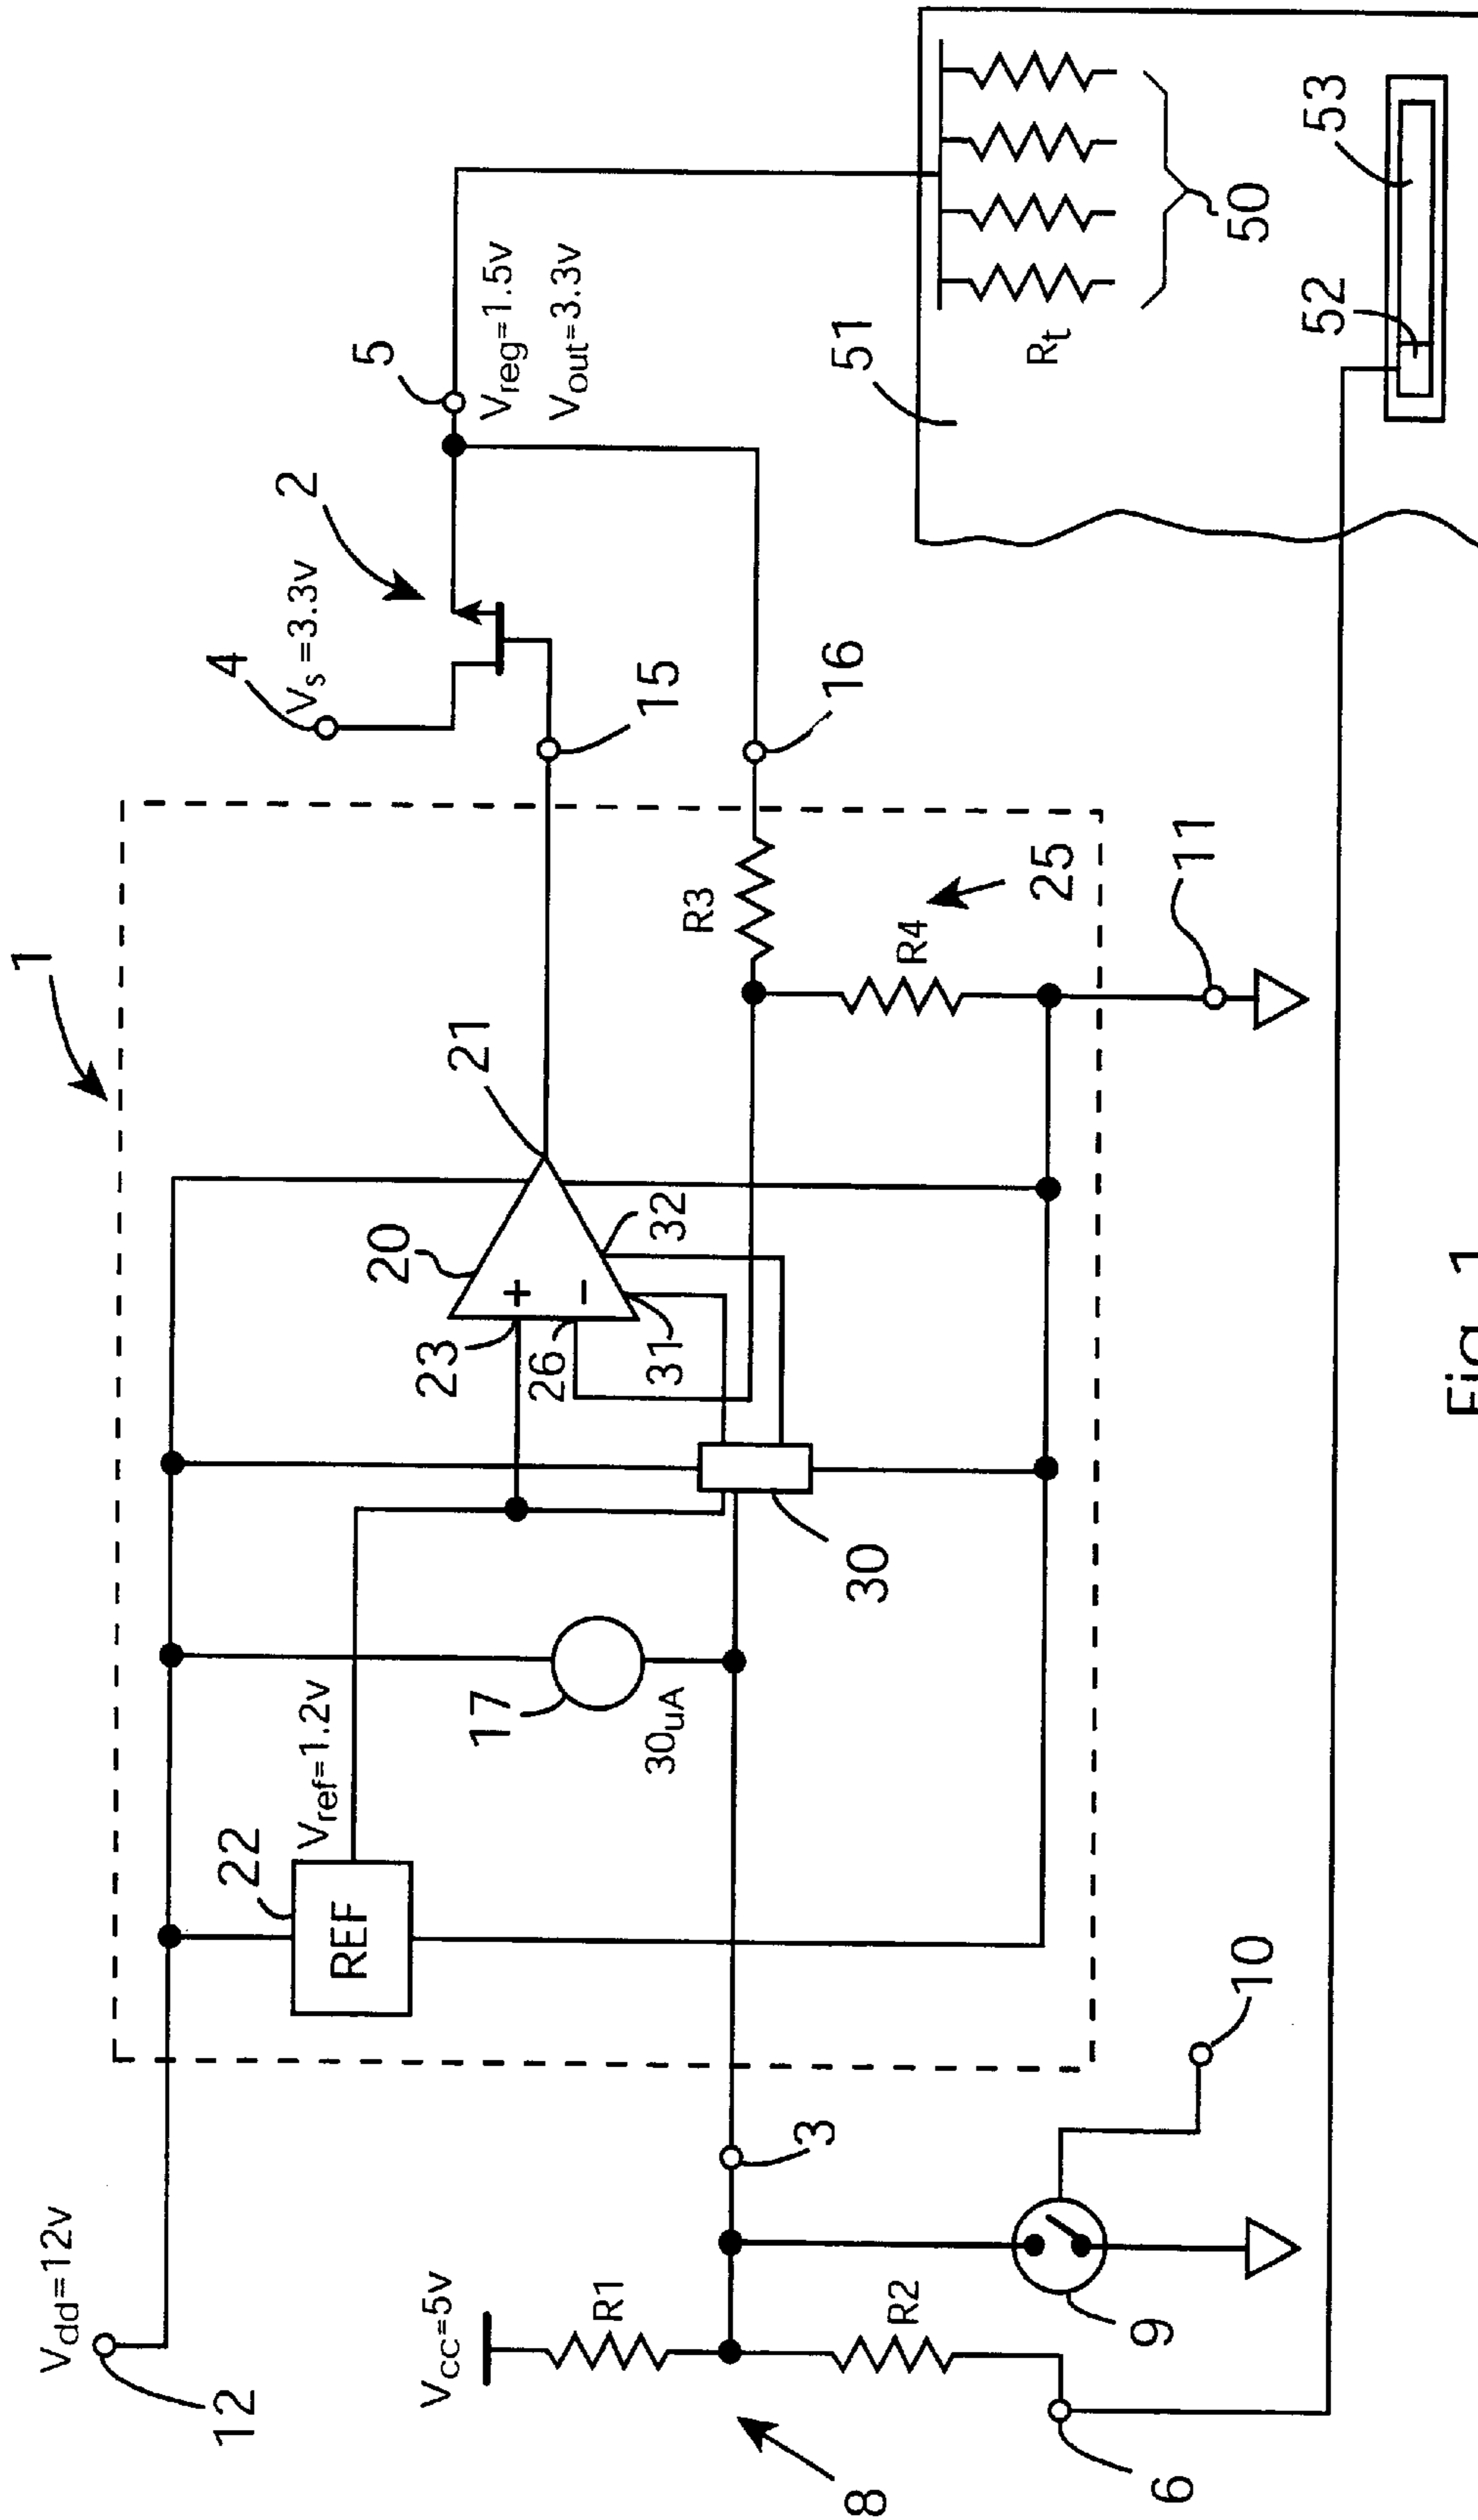 1
Vdd=12v
12
Vcc=5v
8
R1
R2
6
9
10
3
22
REF
Vref=1.2v
17
30uA
30
20
23
26
+
−
31
32
21
R3
R4
25
11
15
16
4
Vs=3.3v
2
5
Vreg=1.5v
Vout=3.3v
51
Rt
50
52
53
Fig. 1